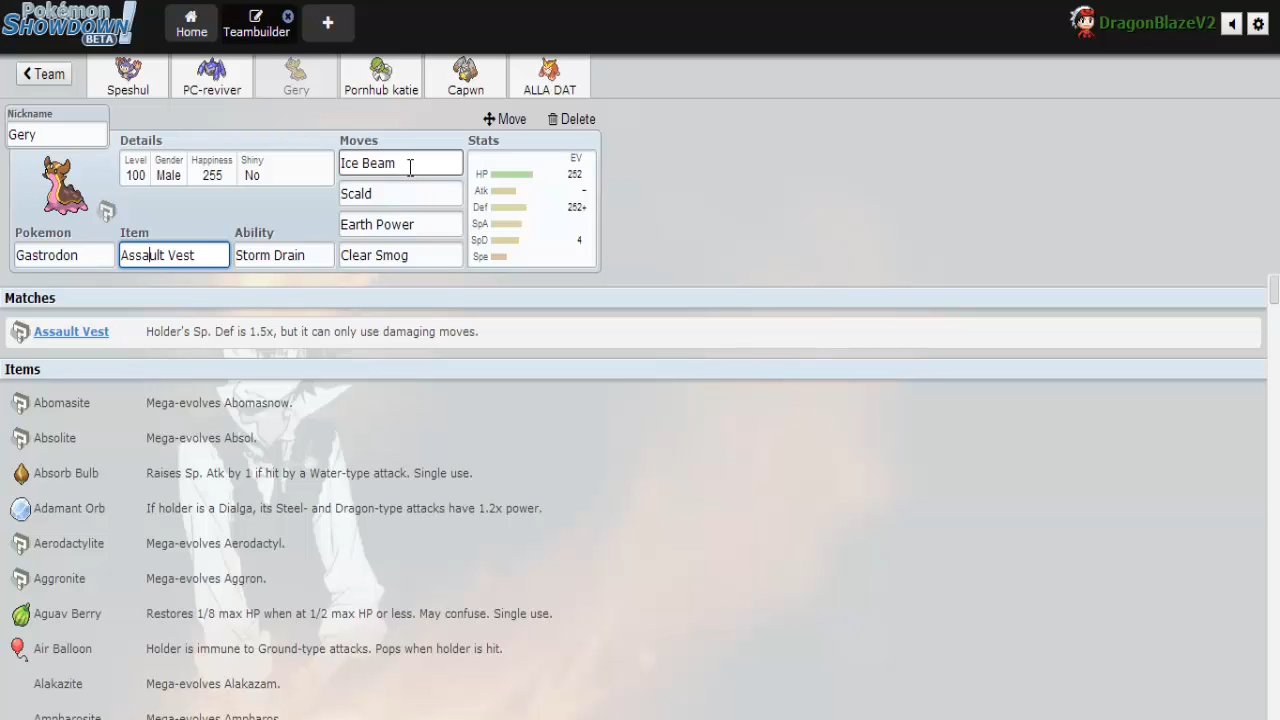 Pokémon
SHOWDOWN!
BETA
Home
Teambuilder
+
DragonBlazeV2
Team
Speshul
PC-reviver
Gery
Pornhub katie
Capwn
ALLA DAT
Nickname
Gery
Move
Delete
Details
Moves
Stats
Level Gender Happiness Shiny
100 Male 255 No
Ice Beam
Scald
Earth Power
Clear Smog
EV
HP 252
Atk -
Def 252+
SpA
SpD 4
Spe
Pokemon Item Ability
Gastrodon Assault Vest Storm Drain
Matches
Assault Vest Holder's Sp. Def is 1.5x, but it can only use damaging moves.
Items
Abomasite Mega-evolves Abomasnow.
Absolite Mega-evolves Absol.
Absorb Bulb Raises Sp. Atk by 1 if hit by a Water-type attack. Single use.
Adamant Orb If holder is a Dialga, its Steel- and Dragon-type attacks have 1.2x power.
Aerodactylite Mega-evolves Aerodactyl.
Aggronite Mega-evolves Aggron.
Aguav Berry Restores 1/8 max HP when at 1/2 max HP or less. May confuse. Single use.
Air Balloon Holder is immune to Ground-type attacks. Pops when holder is hit.
Alakazite Mega-evolves Alakazam.
Ampharosite Mega-evolves Ampharos.